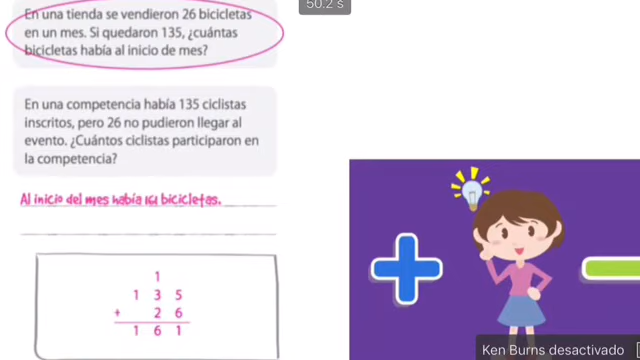 En una tienda se vendieron 26 bicicletas
en un mes. Si quedaron 135, ¿cuántas
bicicletas había al inicio de mes?
50.2 s
En una competencia había 135 ciclistas
inscritos, pero 26 no pudieron llegar al
evento. ¿Cuántos ciclistas participaron en
la competencia?
Al inicio del mes había 161 bicicletas.
1
1 3 5
+ 2 6
1 6 1
Ken Burns desactivado